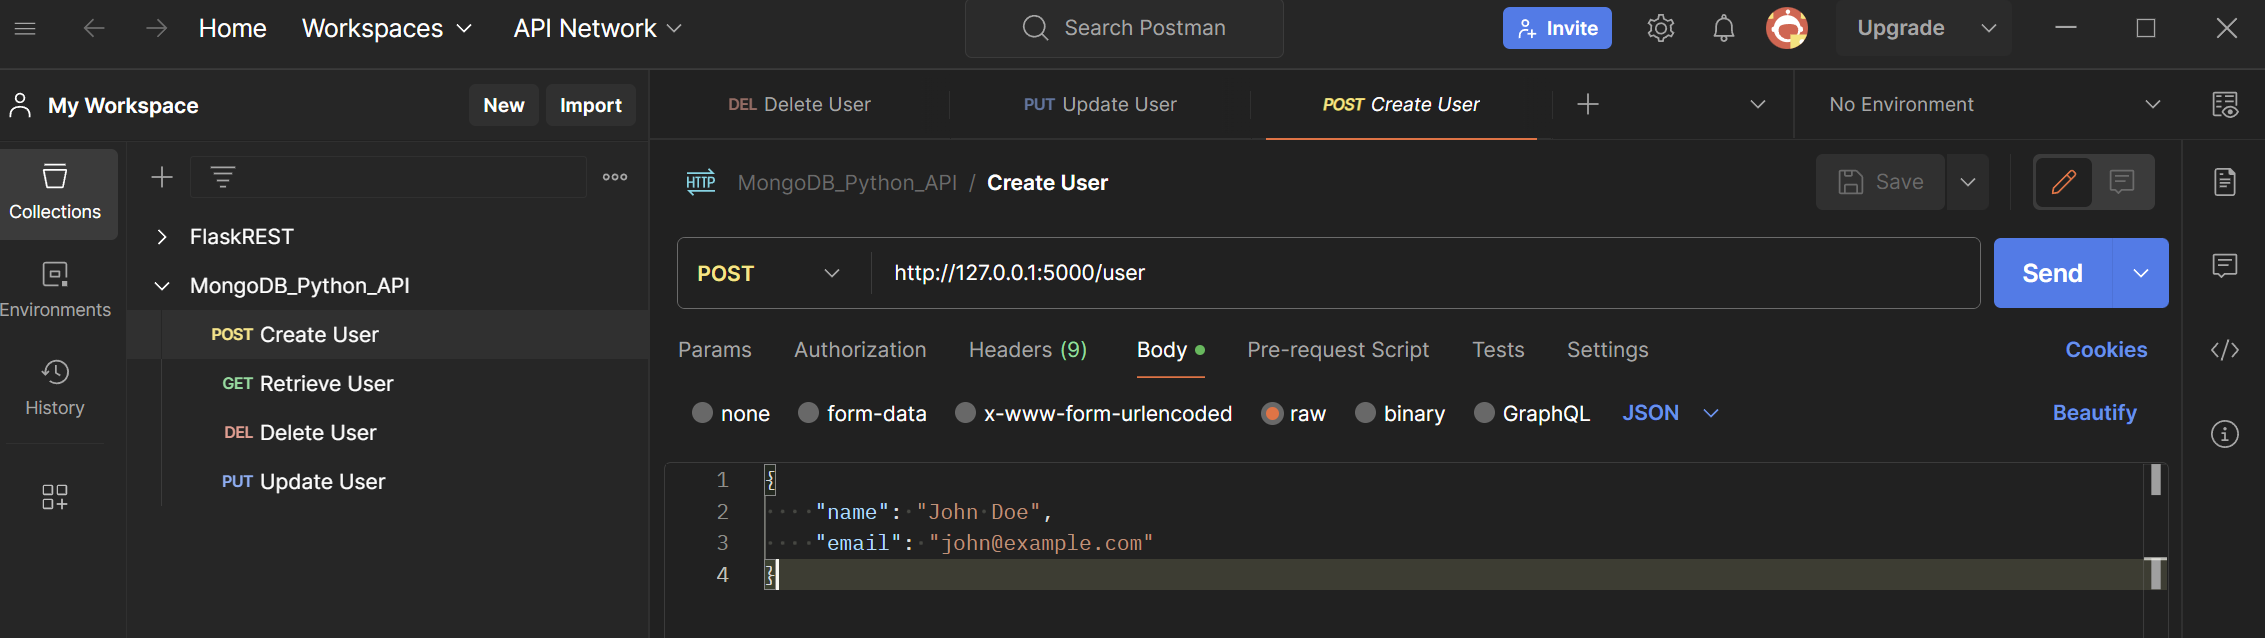 Home Workspaces API Network Search Postman Invite Upgrade
My Workspace New Import
DEL Delete User PUT Update User POST Create User No Environment
Collections
Environments
History
FlaskREST
MongoDB_Python_API
POST Create User
GET Retrieve User
DEL Delete User
PUT Update User
HTTP MongoDB_Python_API / Create User Save
POST http://127.0.0.1:5000/user Send
Params Authorization Headers (9) Body Pre-request Script Tests Settings Cookies
none form-data x-www-form-urlencoded raw binary GraphQL JSON Beautify
1 {
2 "name": "John Doe",
3 "email": "john@example.com"
4 }